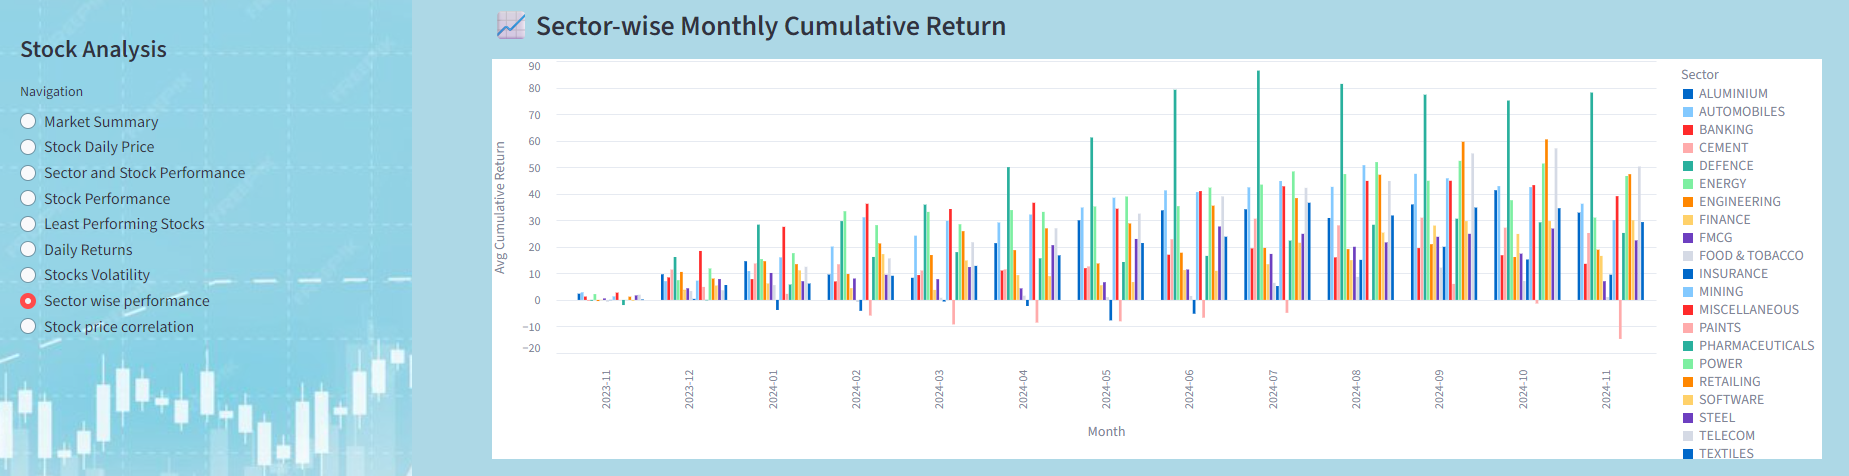 Stock Analysis
Navigation
Market Summary
Stock Daily Price
Sector and Stock Performance
Stock Performance
Least Performing Stocks
Daily Returns
Stocks Volatility
Sector wise performance
Stock price correlation
Sector-wise Monthly Cumulative Return
Avg Cumulative Return
90
80
70
60
50
40
30
20
10
0
−10
−20
2023-11
2023-12
2024-01
2024-02
2024-03
2024-04
2024-05
2024-06
2024-07
2024-08
2024-09
2024-10
2024-11
Month
Sector
ALUMINIUM
AUTOMOBILES
BANKING
CEMENT
DEFENCE
ENERGY
ENGINEERING
FINANCE
FMCG
FOOD & TOBACCO
INSURANCE
MINING
MISCELLANEOUS
PAINTS
PHARMACEUTICALS
POWER
RETAILING
SOFTWARE
STEEL
TELECOM
TEXTILES